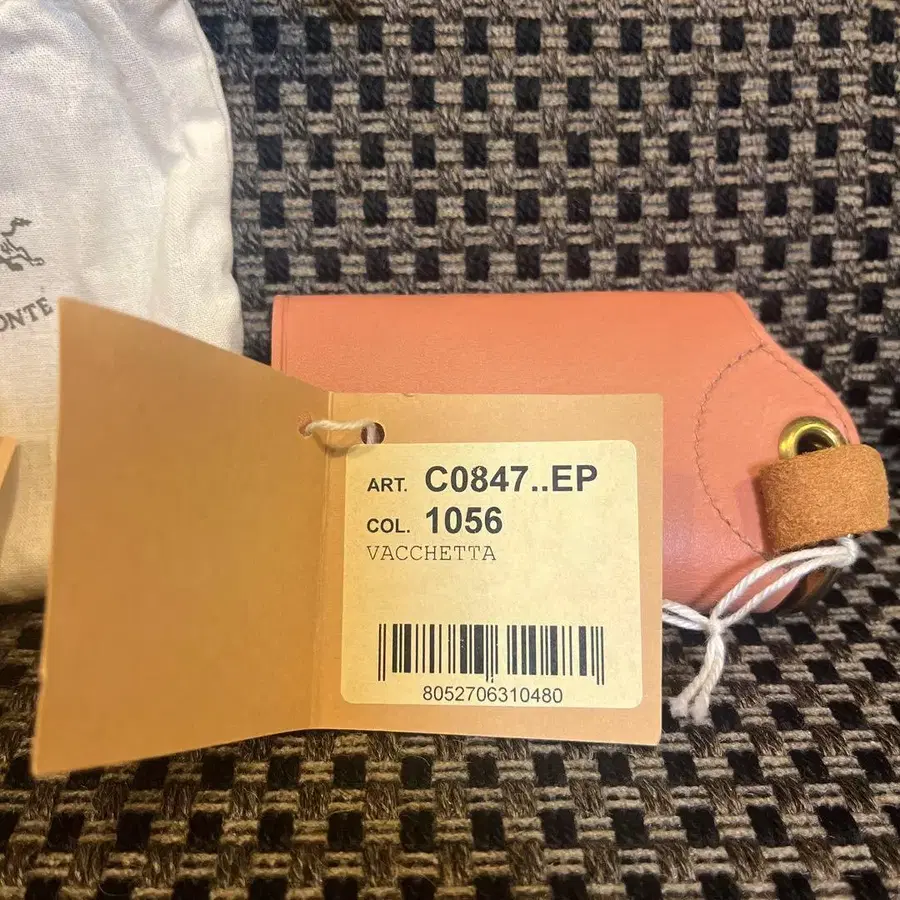 ONTE
ART. C0847..EP
COL. 1056
VACCHETTA
8052706310480